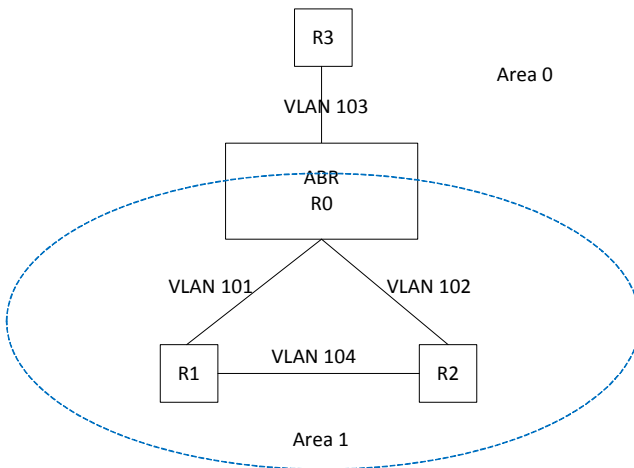 R3
Area 0
VLAN 103
ABR
R0
VLAN 101
VLAN 102
VLAN 104
R1
R2
Area 1